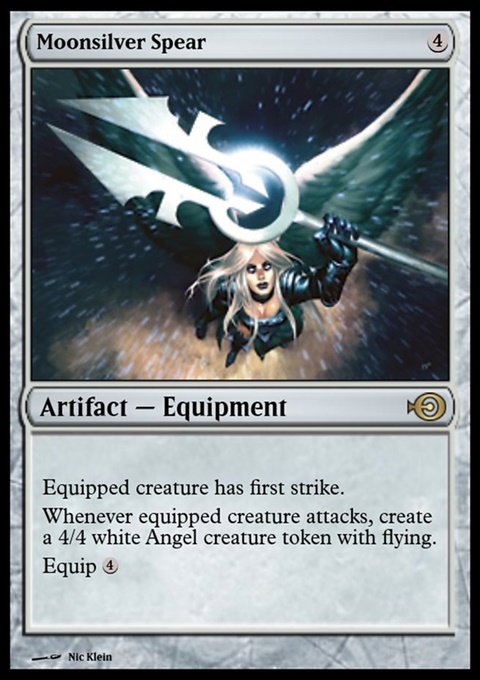 Moonsilver Spear 4
Artifact — Equipment
Equipped creature has first strike.
Whenever equipped creature attacks, create
a 4/4 white Angel creature token with flying.
Equip 4
Nic Klein